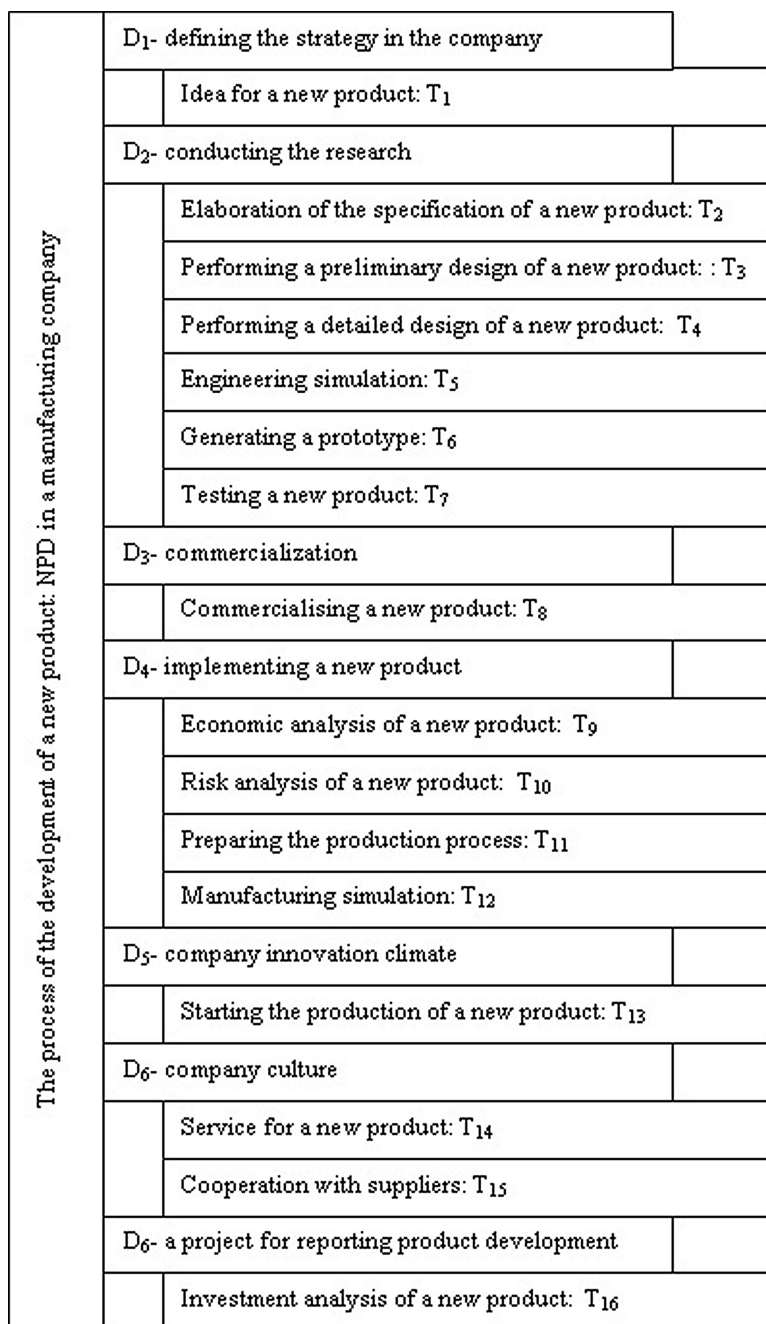 The process of the development of a new product: NPD in a manufacturing company
D₁- defining the strategy in the company
Idea for a new product: T₁
D₂- conducting the research
Elaboration of the specification of a new product: T₂
Performing a preliminary design of a new product: : T₃
Performing a detailed design of a new product: T₄
Engineering simulation: T₅
Generating a prototype: T₆
Testing a new product: T₇
D₃- commercialization
Commercialising a new product: T₈
D₄- implementing a new product
Economic analysis of a new product: T₉
Risk analysis of a new product: T₁₀
Preparing the production process: T₁₁
Manufacturing simulation: T₁₂
D₅- company innovation climate
Starting the production of a new product: T₁₃
D₆- company culture
Service for a new product: T₁₄
Cooperation with suppliers: T₁₅
D₆- a project for reporting product development
Investment analysis of a new product: T₁₆